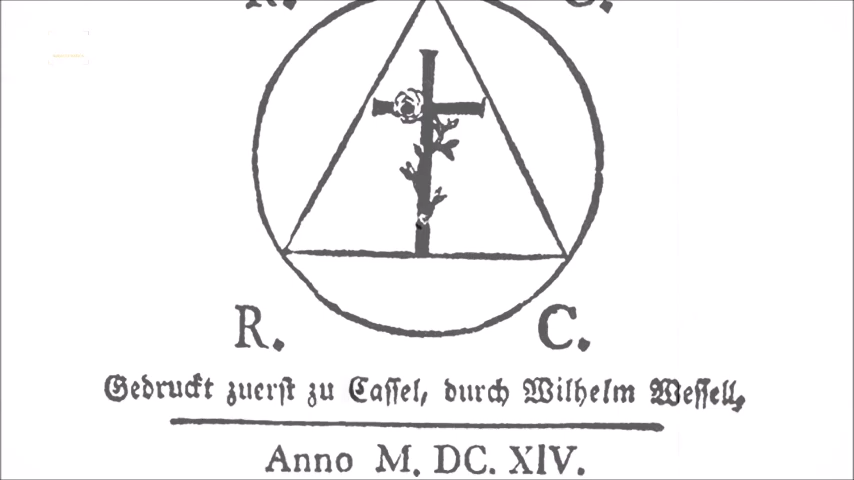 R. C.
R. C.
Gedruckt zuerst zu Cassel, durch Wilhelm Wessell,
Anno M. DC. XIV.